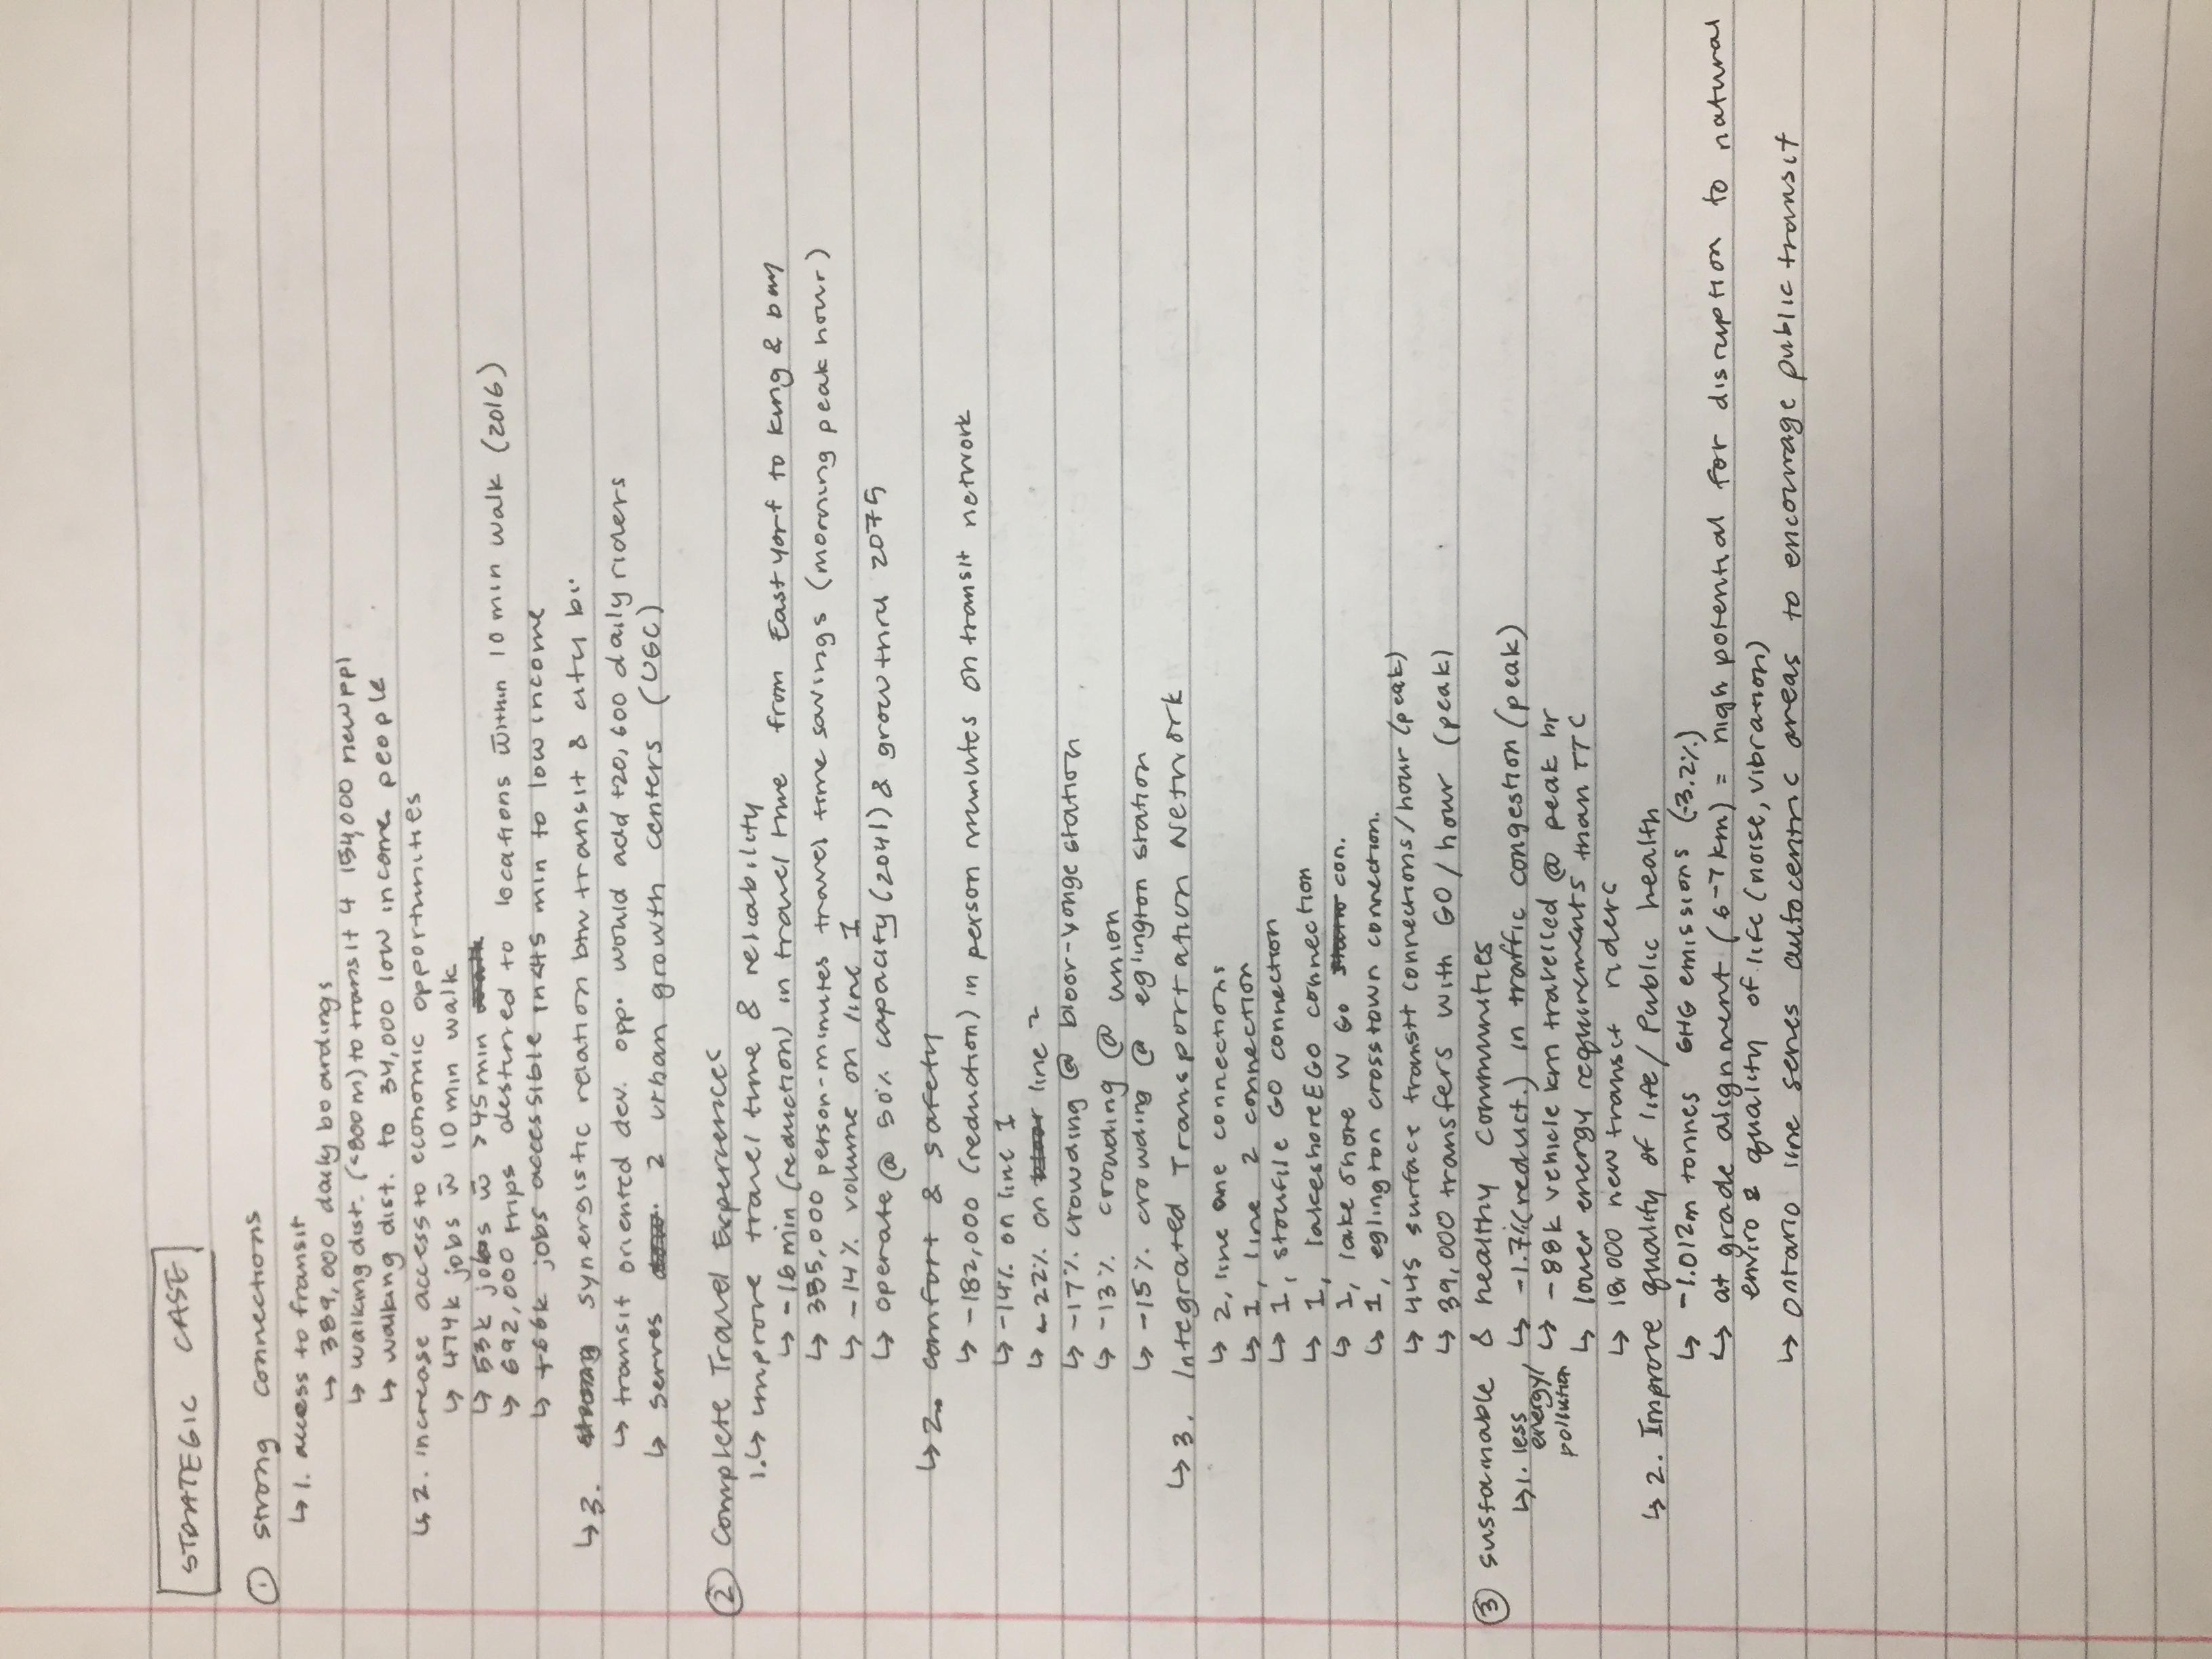 STRATEGIC CASE
① strong connections
↳ 1. access to transit
↳ 389,000 daily boardings
↳ walking dist. (<800m) to transit 4 154,000 new ppl
↳ walking dist. to 34,000 low income people
↳ 2. increase access to economic opportunities
↳ 474k jobs w̄ 10 min walk
↳ 53k jobs w̄ >45 min
↳ 692,000 trips destined to locations within 10 min walk (2016)
↳ +66k jobs accessible in <45 min to low income
↳ 3. strong synergistic relation btw transit & city
↳ transit oriented dev. opp. would add +20,600 daily riders
↳ serves 2 urban growth centers (UGC)
② Complete Travel Experiences
1.↳ improve travel time & reliability
↳ -16 min (reduction) in travel time from East york to king & bay
↳ 355,000 person-minutes travel time savings (morning peak hour)
↳ -14% volume on line 1
↳ operate @ 50% capacity (2041) & grow thru 2075
↳ 2. comfort & safety
↳ -182,000 (reduction) in person minutes on transit network
↳ -14% on line 1
↳ -22% on bloor line 2
↳ -17% crowding @ bloor-yonge station
↳ -13% crowding @ union
↳ -15% crowding @ eglington station
↳ 3. Integrated Transportation Network
↳ 2, line one connections
↳ 1, line 2 connection
↳ 1, stoufile GO connection
↳ 1, lakeshore E GO connection
↳ 1, lake shore W Go con.
↳ 1, eglington crosstown connection.
↳ 445 surface transit connections/hour (peak)
↳ 39,000 transfers with GO/hour (peak)
③ sustainable & healthy communities
↳ 1. less energy/ pollution ↳ -1.7% (reduct.) in traffic congestion (peak)
↳ -88k vehicle km travelled @ peak hr
↳ lower energy requirements than TTC
↳ 18,000 new transit riders
↳ 2. Improve quality of life/ Public health
↳ -1.012m tonnes GHG emissions (-3.2%)
↳ at grade alignment (6-7km) = high potential for disruption to natural
enviro & quality of life (noise, vibration)
↳ ontario line serves autocentric areas to encourage public transit